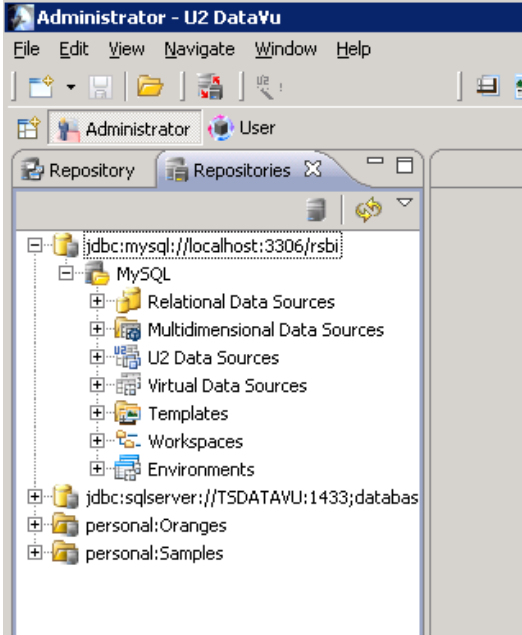 Administrator - U2 DataVu
File Edit View Navigate Window Help
Administrator User
Repository Repositories
jdbc:mysql://localhost:3306/rsbi
MySQL
Relational Data Sources
Multidimensional Data Sources
U2 Data Sources
Virtual Data Sources
Templates
Workspaces
Environments
jdbc:sqlserver://TSDATAVU:1433;databas
personal:Oranges
personal:Samples